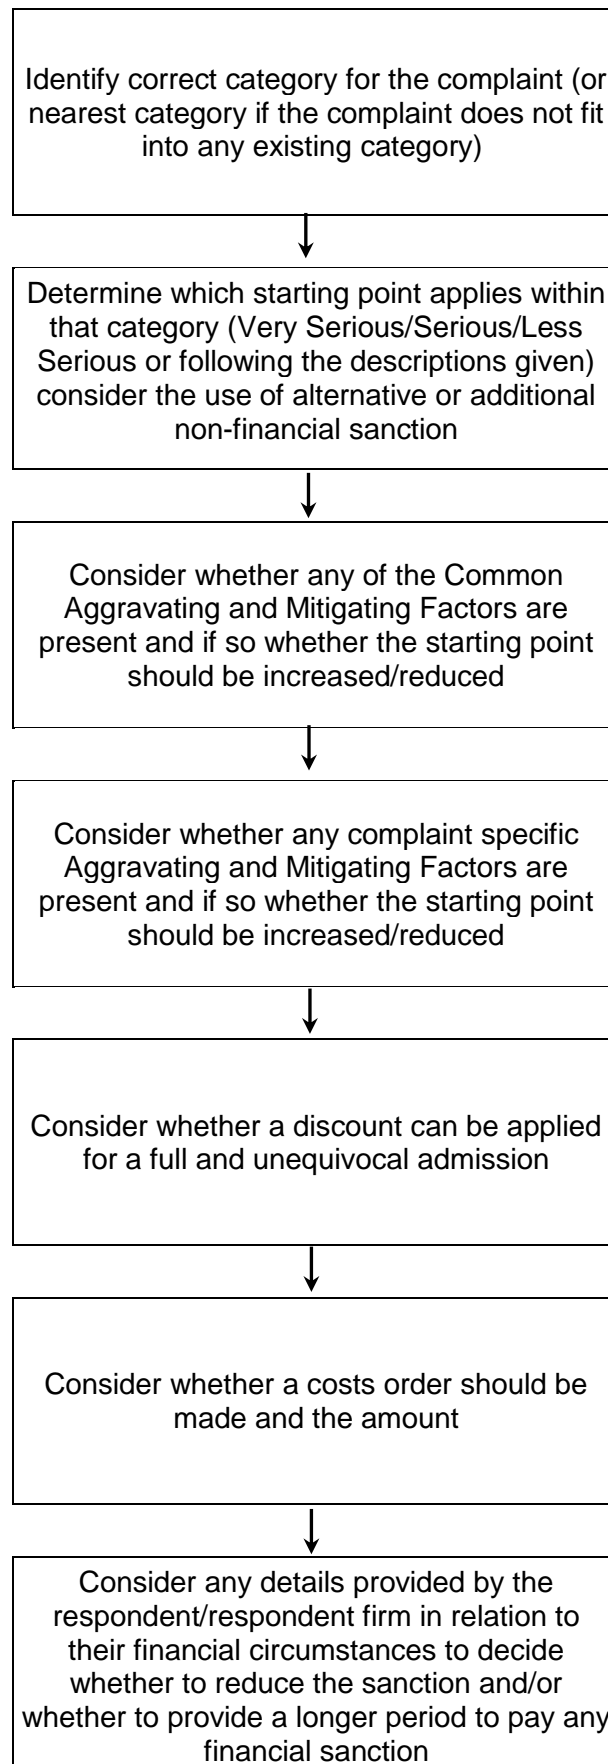 Identify correct category for the complaint (or
nearest category if the complaint does not fit
into any existing category)
Determine which starting point applies within
that category (Very Serious/Serious/Less
Serious or following the descriptions given)
consider the use of alternative or additional
non-financial sanction
Consider whether any of the Common
Aggravating and Mitigating Factors are
present and if so whether the starting point
should be increased/reduced
Consider whether any complaint specific
Aggravating and Mitigating Factors are
present and if so whether the starting point
should be increased/reduced
Consider whether a discount can be applied
for a full and unequivocal admission
Consider whether a costs order should be
made and the amount
Consider any details provided by the
respondent/respondent firm in relation to
their financial circumstances to decide
whether to reduce the sanction and/or
whether to provide a longer period to pay any
financial sanction